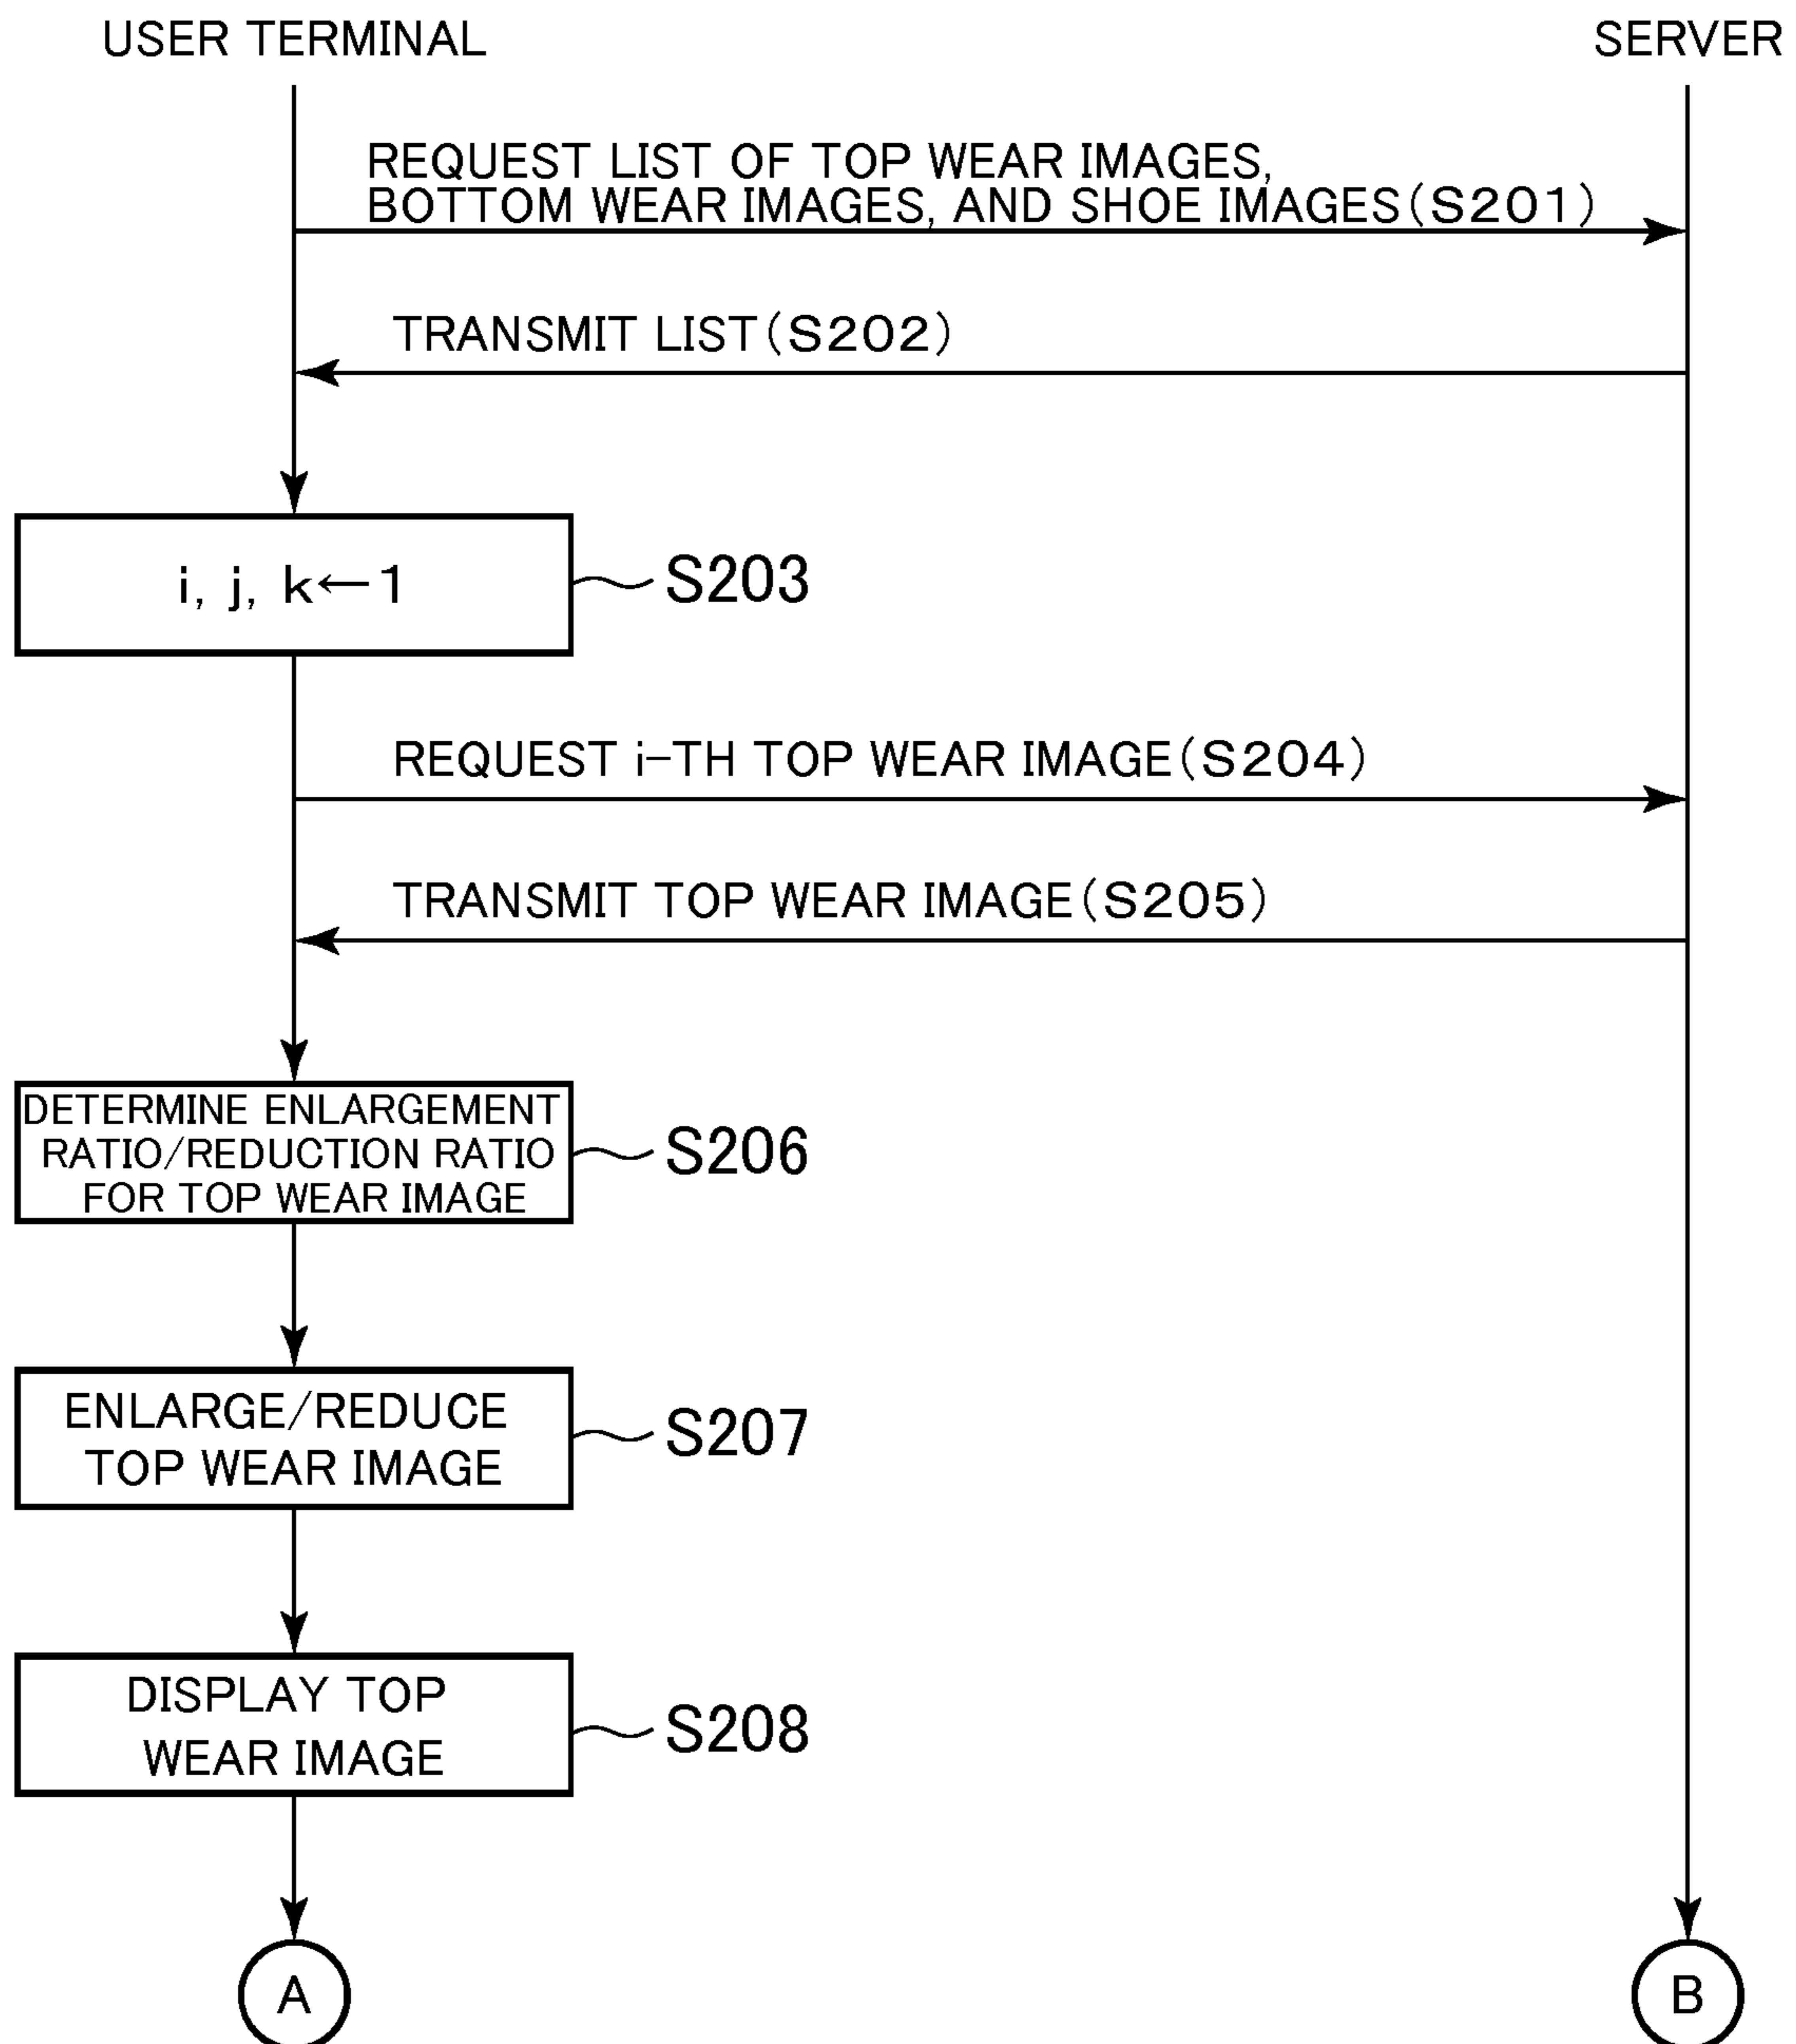 USER TERMINAL
SERVER
REQUEST LIST OF TOP WEAR IMAGES,
BOTTOM WEAR IMAGES, AND SHOE IMAGES(S201)
TRANSMIT LIST(S202)
i, j, k←1
S203
REQUEST i-TH TOP WEAR IMAGE(S204)
TRANSMIT TOP WEAR IMAGE(S205)
DETERMINE ENLARGEMENT
RATIO/REDUCTION RATIO
FOR TOP WEAR IMAGE
S206
ENLARGE/REDUCE
TOP WEAR IMAGE
S207
DISPLAY TOP
WEAR IMAGE
S208
A
B